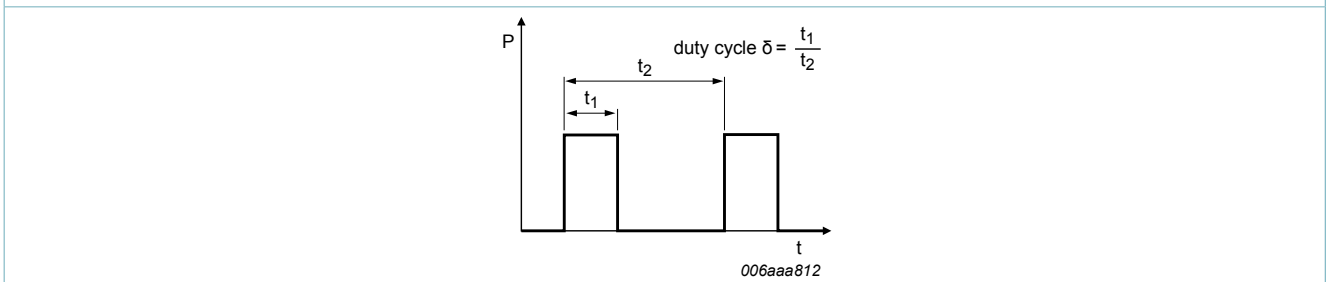 P
duty cycle δ = t1/t2
t2
t1
t
006aaa812